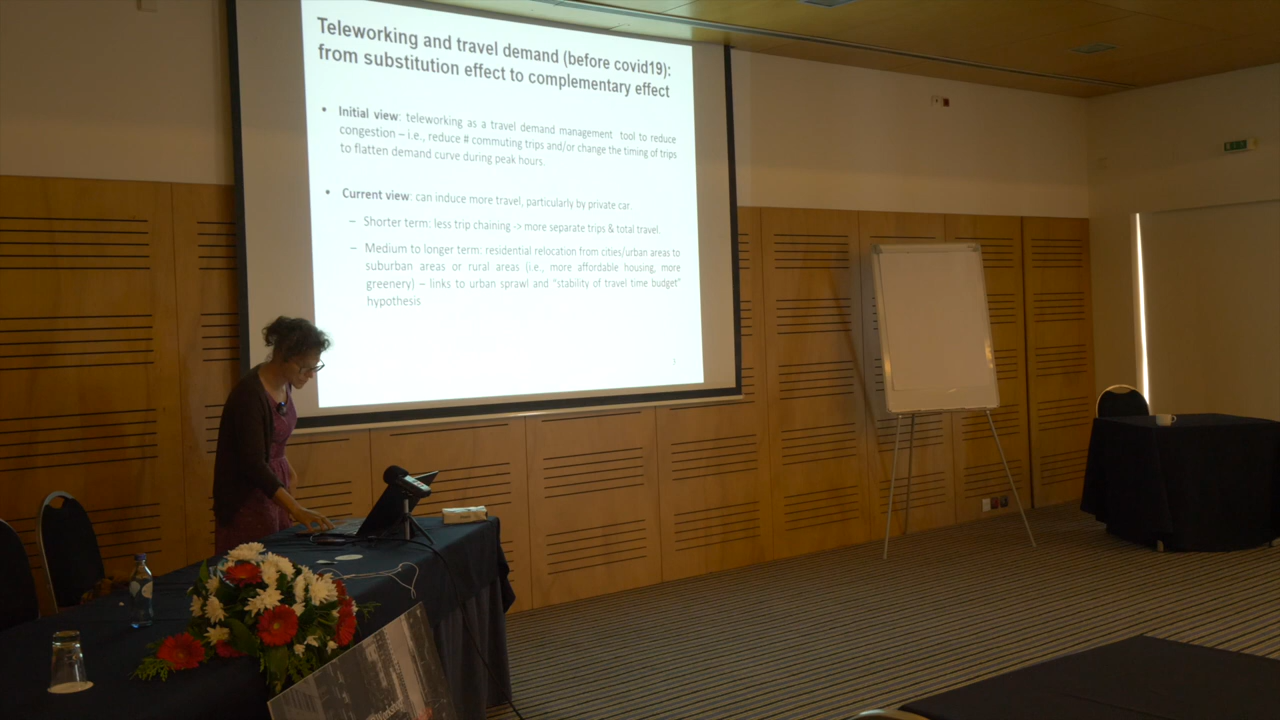 Teleworking and travel demand (before covid19):
from substitution effect to complementary effect
• Initial view: teleworking as a travel demand management tool to reduce
congestion – i.e., reduce # commuting trips and/or change the timing of trips
to flatten demand curve during peak hours.
• Current view: can induce more travel, particularly by private car.
– Shorter term: less trip chaining -> more separate trips & total travel.
– Medium to longer term: residential relocation from cities/urban areas to
suburban areas or rural areas (i.e., more affordable housing, more
greenery) – links to urban sprawl and "stability of travel time budget"
hypothesis